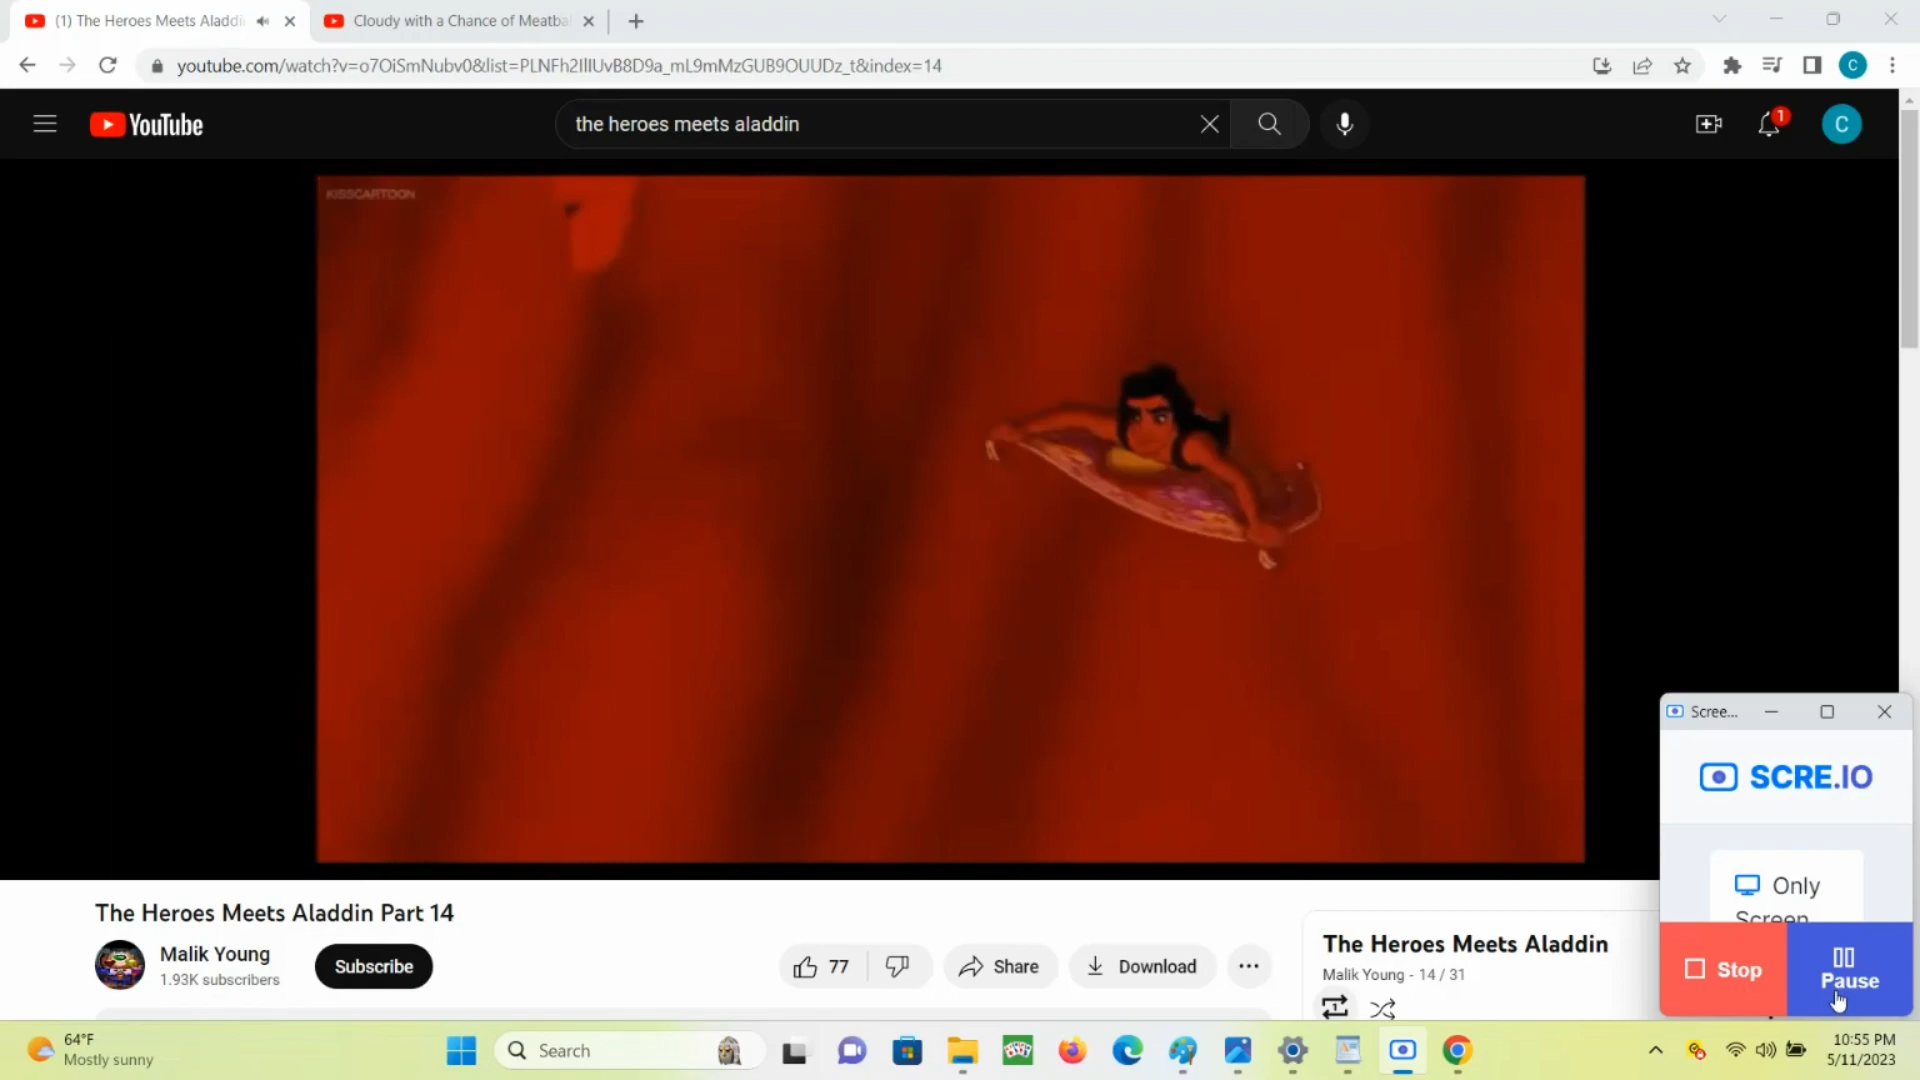 (1) The Heroes Meets Aladdi
Cloudy with a Chance of Meatba
youtube.com/watch?v=o7OiSmNubv0&list=PLNFh2IllUvB8D9a_mL9mMzGUB9OUUDz_t&index=14
C
YouTube
the heroes meets aladdin
1
C
KISSCARTOON
Scree...
SCRE.IO
Only
Screen
Stop
Pause
The Heroes Meets Aladdin Part 14
Malik Young
1.93K subscribers
Subscribe
77
Share
Download
The Heroes Meets Aladdin
Malik Young - 14 / 31
64°F
Mostly sunny
Search
10:55 PM
5/11/2023